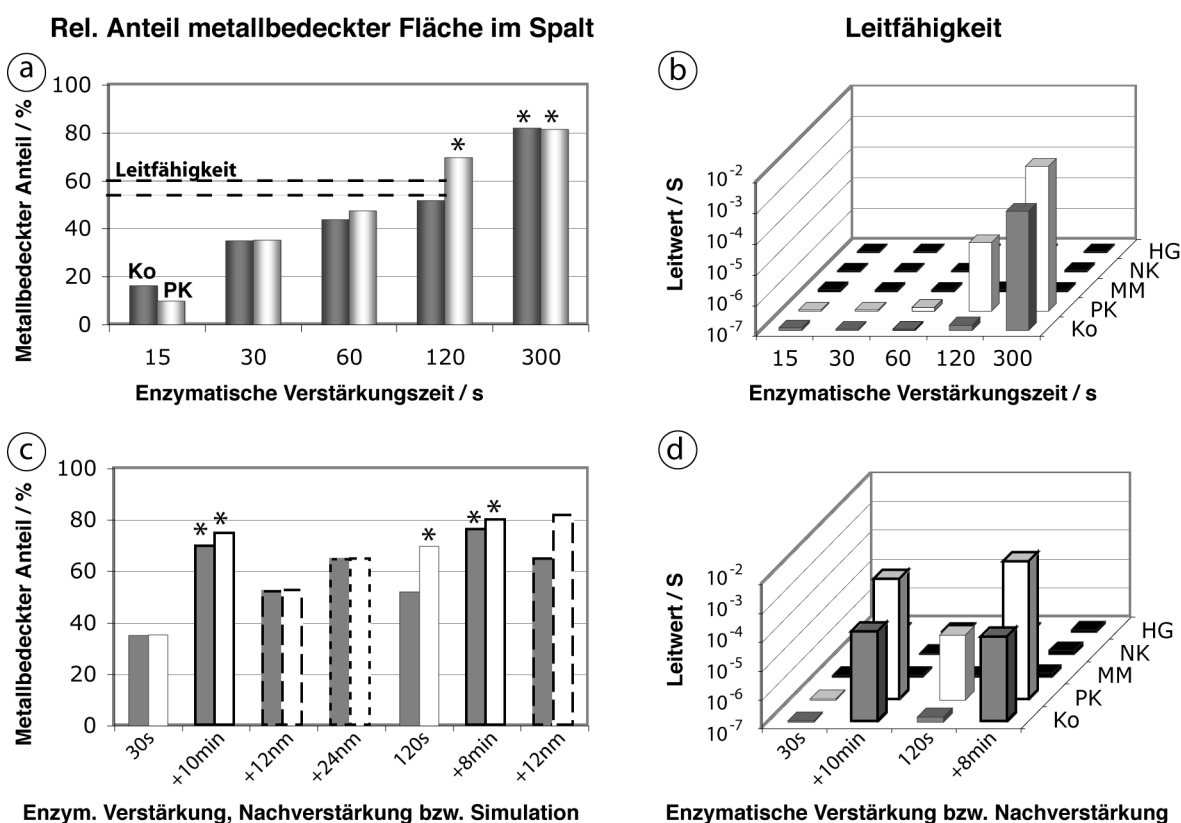 Rel. Anteil metallbedeckter Fläche im Spalt
Leitfähigkeit
a
100
80
60
40
20
0
Metallbedeckter Anteil / %
Leitfähigkeit
Ko
PK
*
* *
15 30 60 120 300
Enzymatische Verstärkungszeit / s
b
10-2
10-3
10-4
10-5
10-6
10-7
Leitwert / S
HG
NK
MM
PK
Ko
15 30 60 120 300
Enzymatische Verstärkungszeit / s
c
100
80
60
40
20
0
Metallbedeckter Anteil / %
* *
*
* *
30s +10min +12nm +24nm 120s +8min +12nm
Enzym. Verstärkung, Nachverstärkung bzw. Simulation
d
10-2
10-3
10-4
10-5
10-6
10-7
Leitwert / S
HG
NK
MM
PK
Ko
30s +10min 120s +8min
Enzymatische Verstärkung bzw. Nachverstärkung